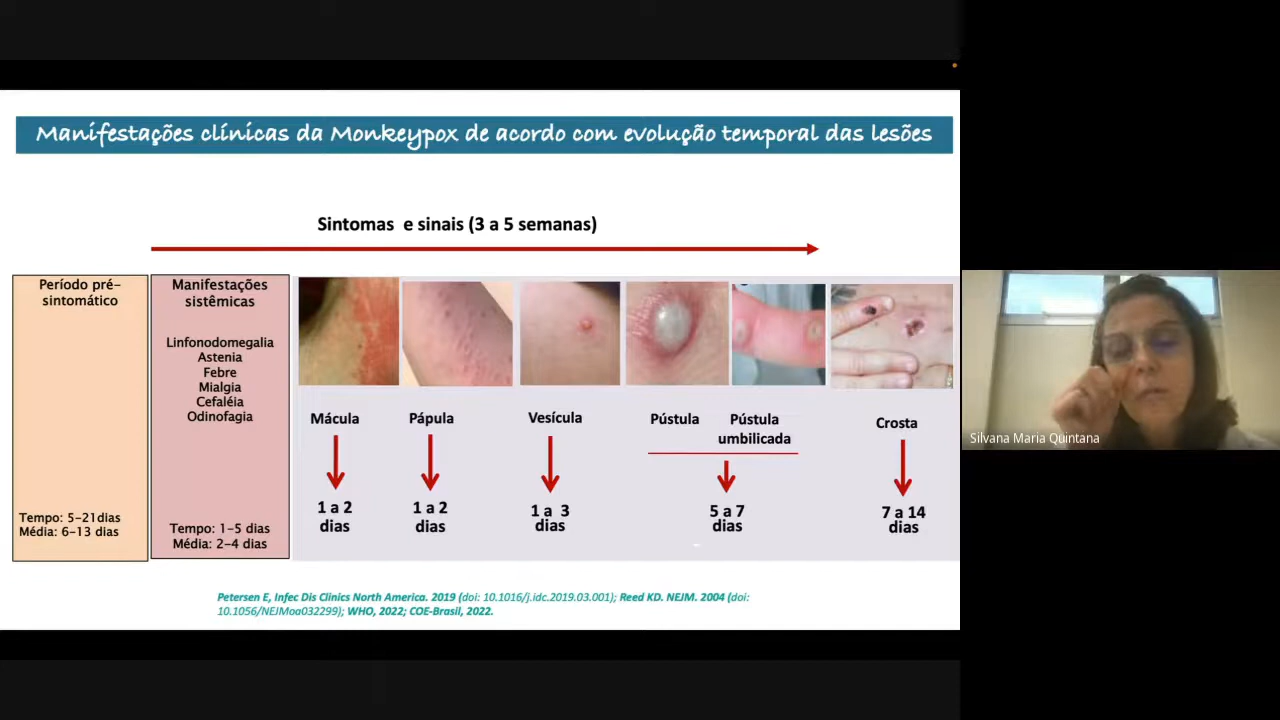 Manifestações clínicas da Monkeypox de acordo com evolução temporal das lesões
Sintomas e sinais (3 a 5 semanas)
Período pré-
sintomático
Tempo: 5-21dias
Média: 6-13 dias
Manifestações
sistêmicas
Linfonodomegalia
Astenia
Febre
Mialgia
Cefaléia
Odinofagia
Tempo: 1-5 dias
Média: 2-4 dias
Mácula
1 a 2
dias
Pápula
1 a 2
dias
Vesícula
1 a 3
dias
Pústula
Pústula
umbilicada
5 a 7
dias
Crosta
7 a 14
dias
Petersen E, Infec Dis Clinics North America. 2019 (doi: 10.1016/j.idc.2019.03.001); Reed KD. NEJM. 2004 (doi:
10.1056/NEJMoa032299); WHO, 2022; COE-Brasil, 2022.
Silvana Maria Quintana